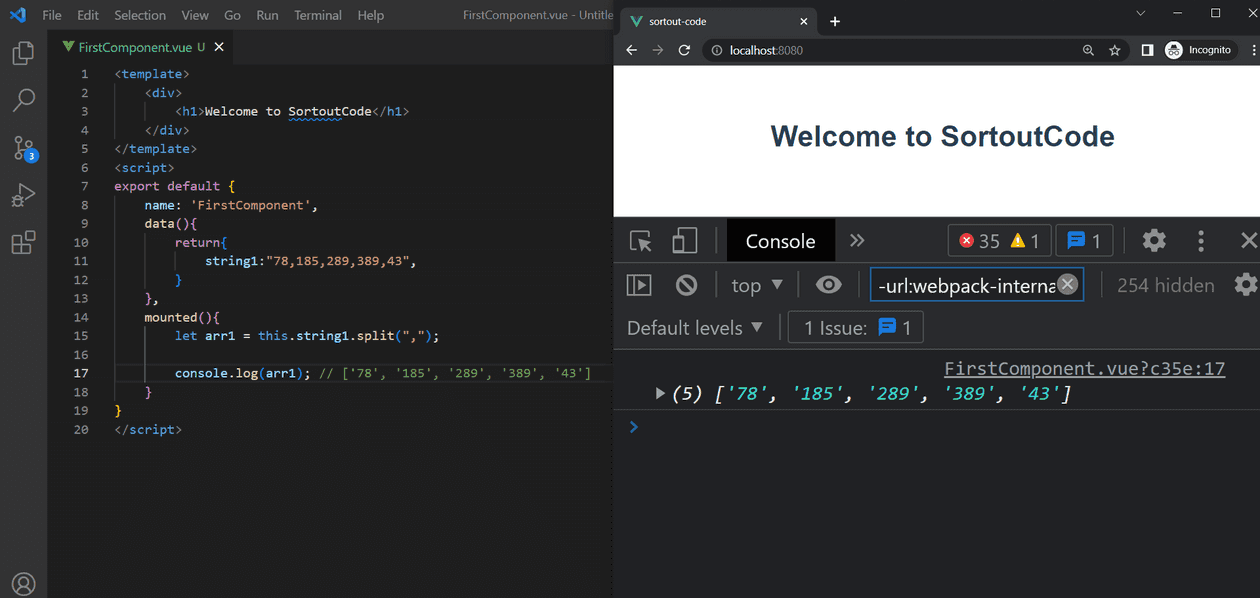 File Edit Selection View Go Run Terminal Help FirstComponent.vue - Untitle
FirstComponent.vue U
1 <template>
2 <div>
3 <h1>Welcome to SortoutCode</h1>
4 </div>
5 </template>
6 <script>
7 export default {
8 name: 'FirstComponent',
9 data(){
10 return{
11 string1:"78,185,289,389,43",
12 }
13 },
14 mounted(){
15 let arr1 = this.string1.split(",");
16
17 console.log(arr1); // ['78', '185', '289', '389', '43']
18 }
19 }
20 </script>
3
sortout-code
localhost:8080
Incognito
Welcome to SortoutCode
Console » 35 1 1
top -url:webpack-interna 254 hidden
Default levels 1 Issue: 1
FirstComponent.vue?c35e:17
(5) ['78', '185', '289', '389', '43']